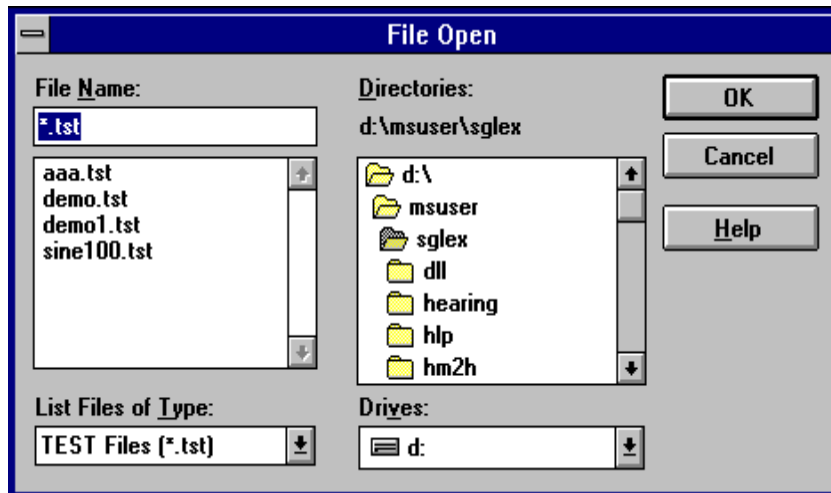 File Open
File Name:
*.tst
aaa.tst
demo.tst
demo1.tst
sine100.tst
List Files of Type:
TEST Files (*.tst)
Directories:
d:\msuser\sglex
d:\
msuser
sglex
dll
hearing
hlp
hm2h
Drives:
d:
OK
Cancel
Help